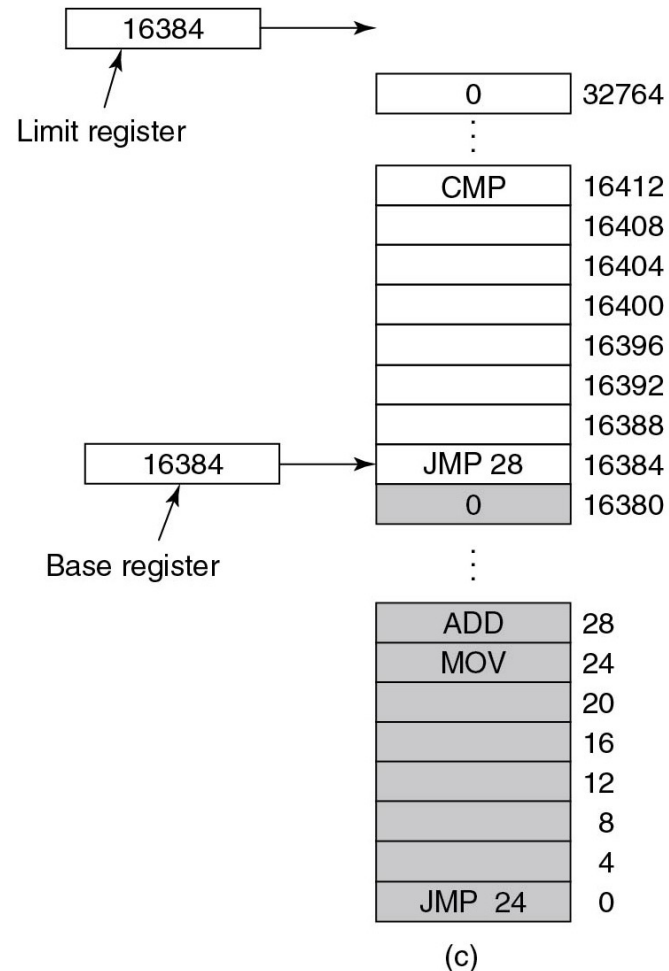 16384
Limit register
0 32764
CMP 16412
16408
16404
16400
16396
16392
16388
16384 JMP 28 16384
0 16380
Base register
ADD 28
MOV 24
20
16
12
8
4
JMP 24 0
(c)